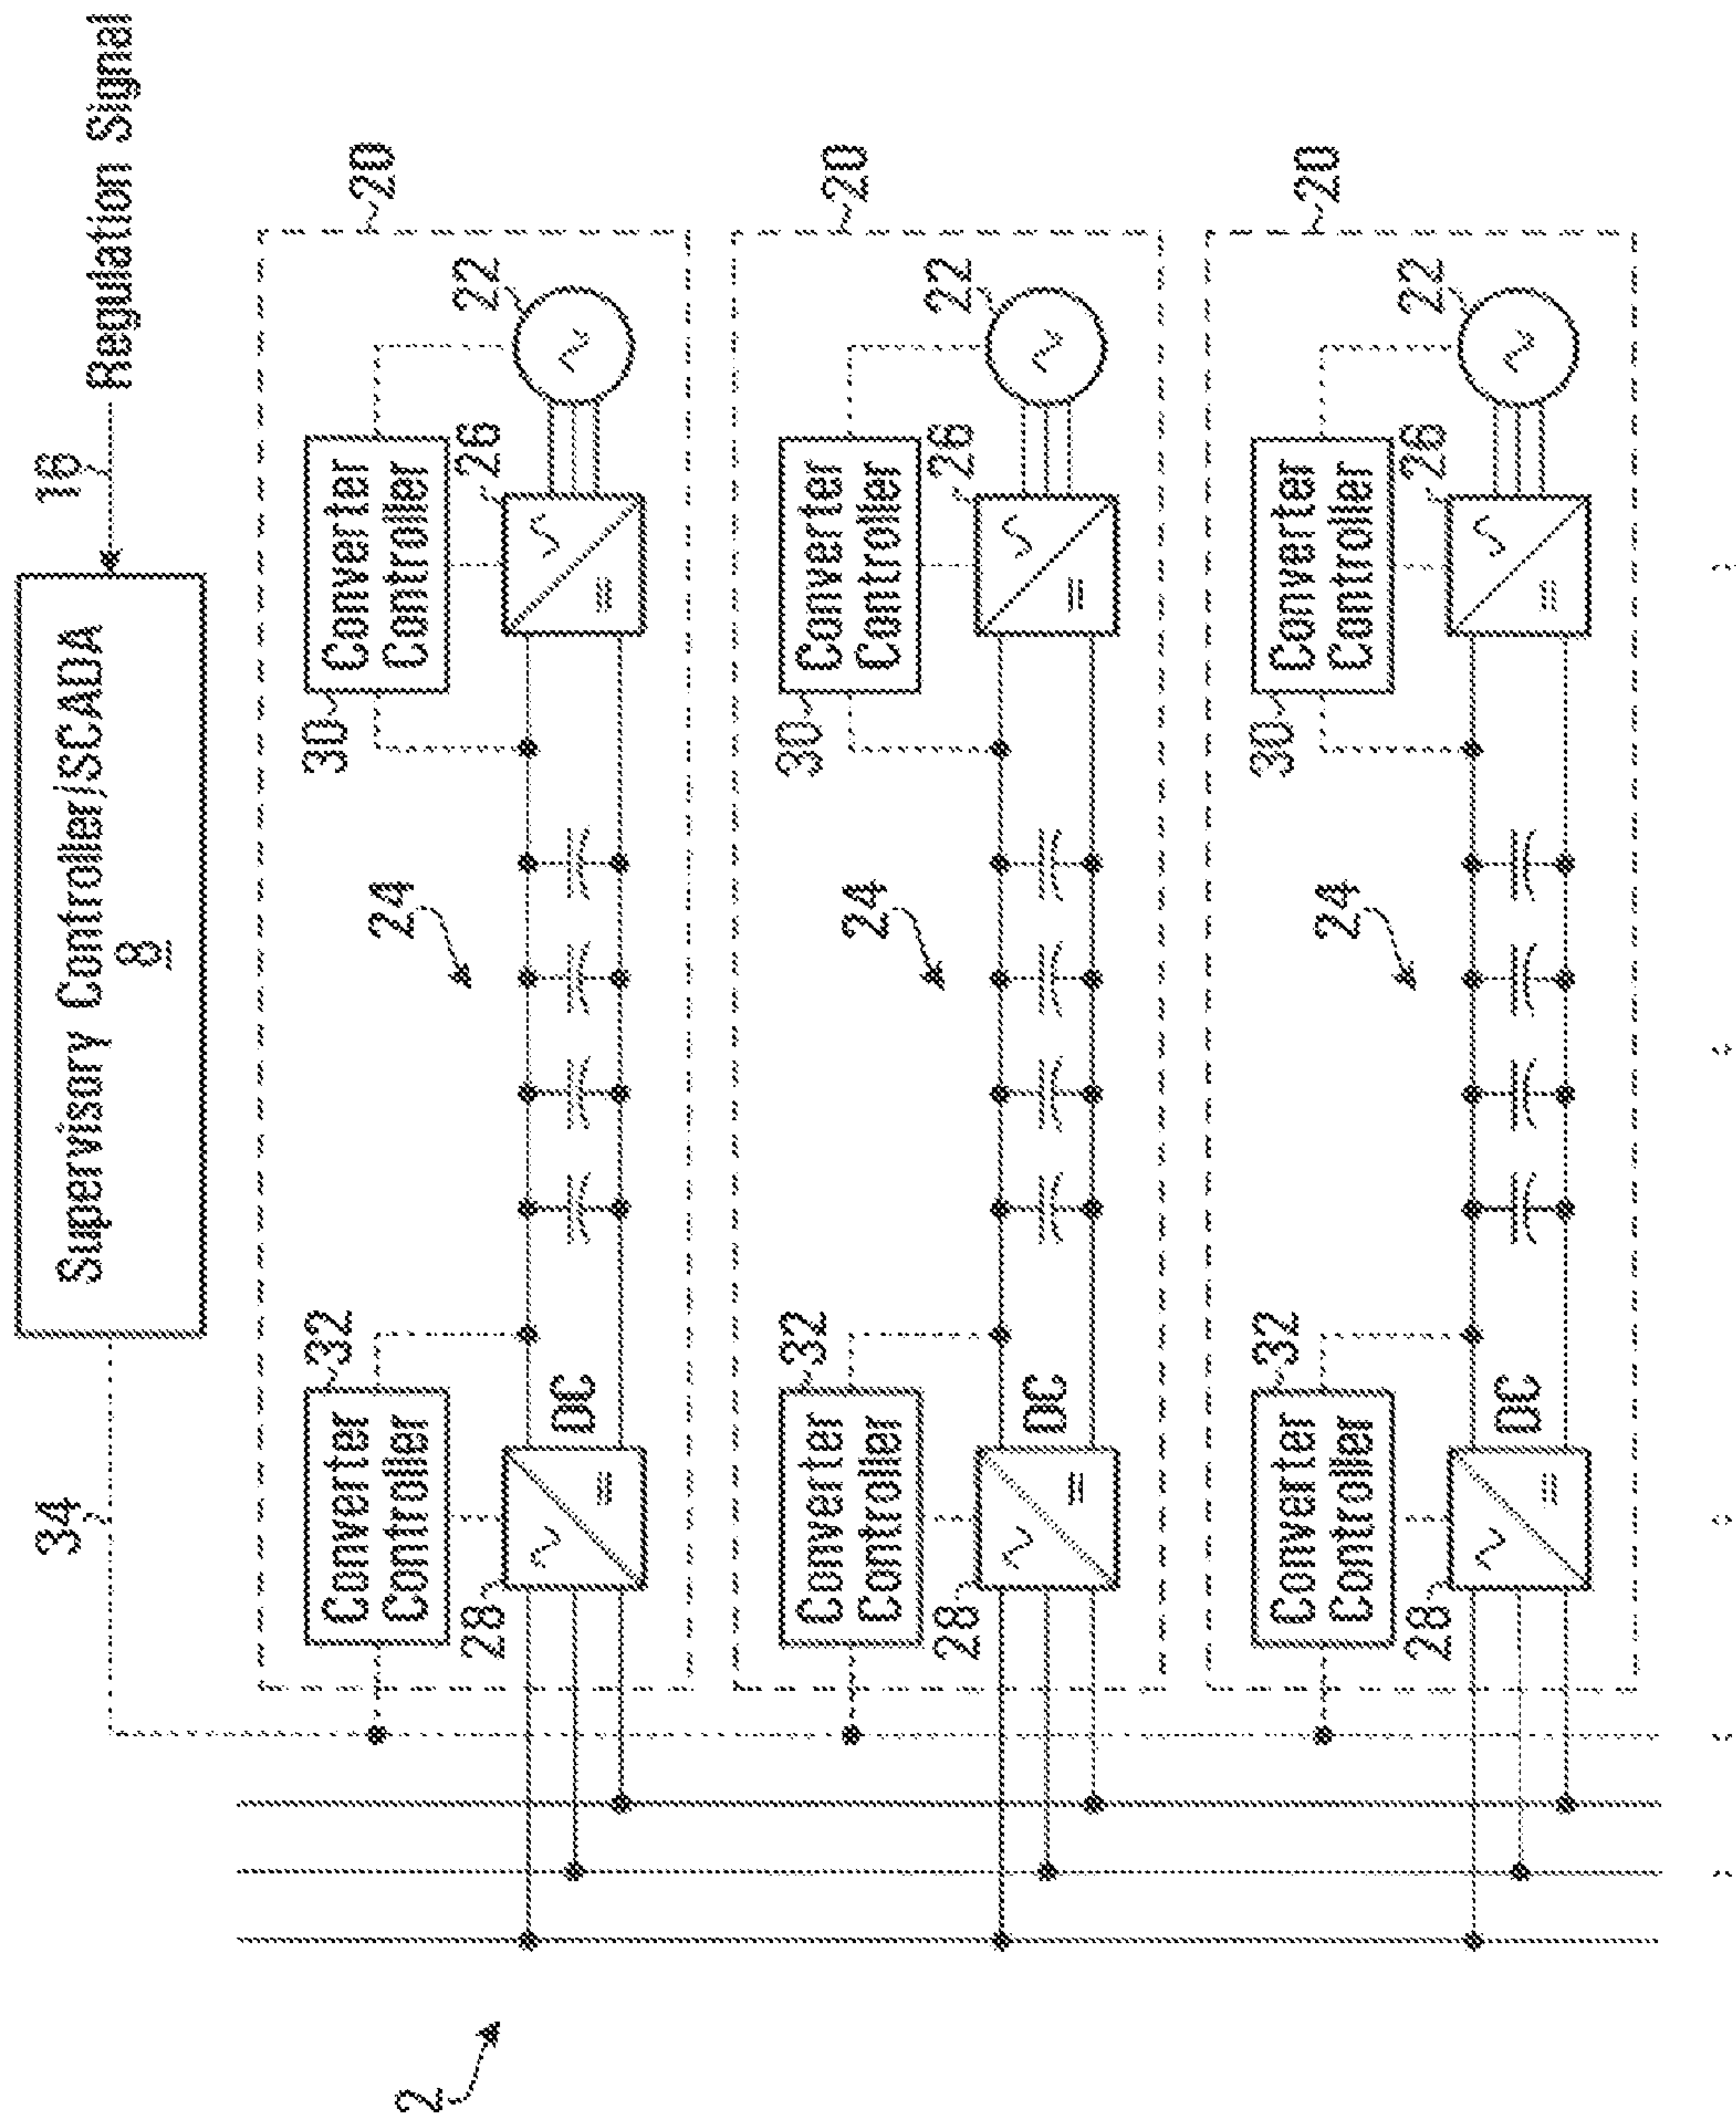 Regulation Signal
16
Supervisory Controller/SCADA
8
34
20
22
Converter
Controller
26
30
24
32
DC
Converter
Controller
28
20
22
Converter
Controller
26
30
24
32
DC
Converter
Controller
28
20
22
Converter
Controller
26
30
24
32
DC
Converter
Controller
28
2